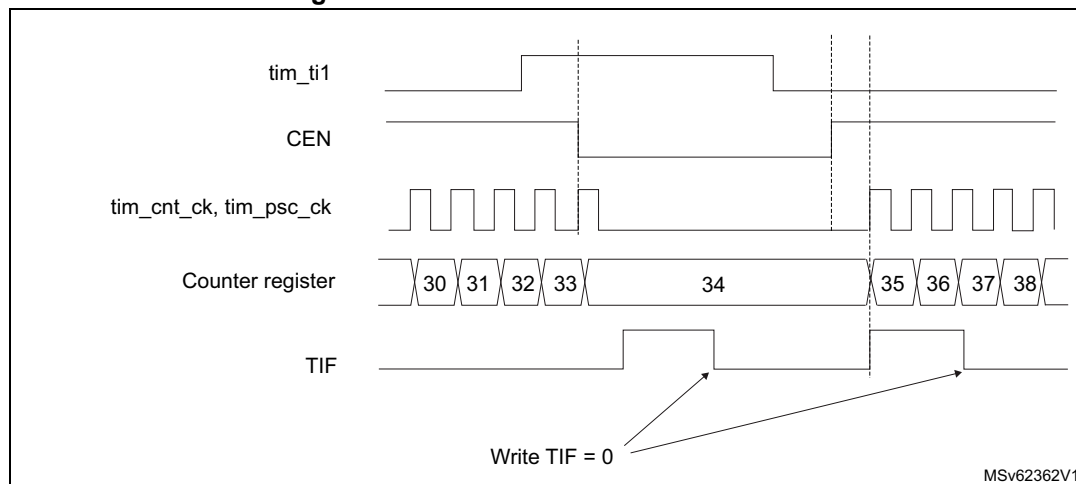 tim_ti1
CEN
tim_cnt_ck, tim_psc_ck
Counter register 30 31 32 33 34 35 36 37 38
TIF
Write TIF = 0
MSv62362V1